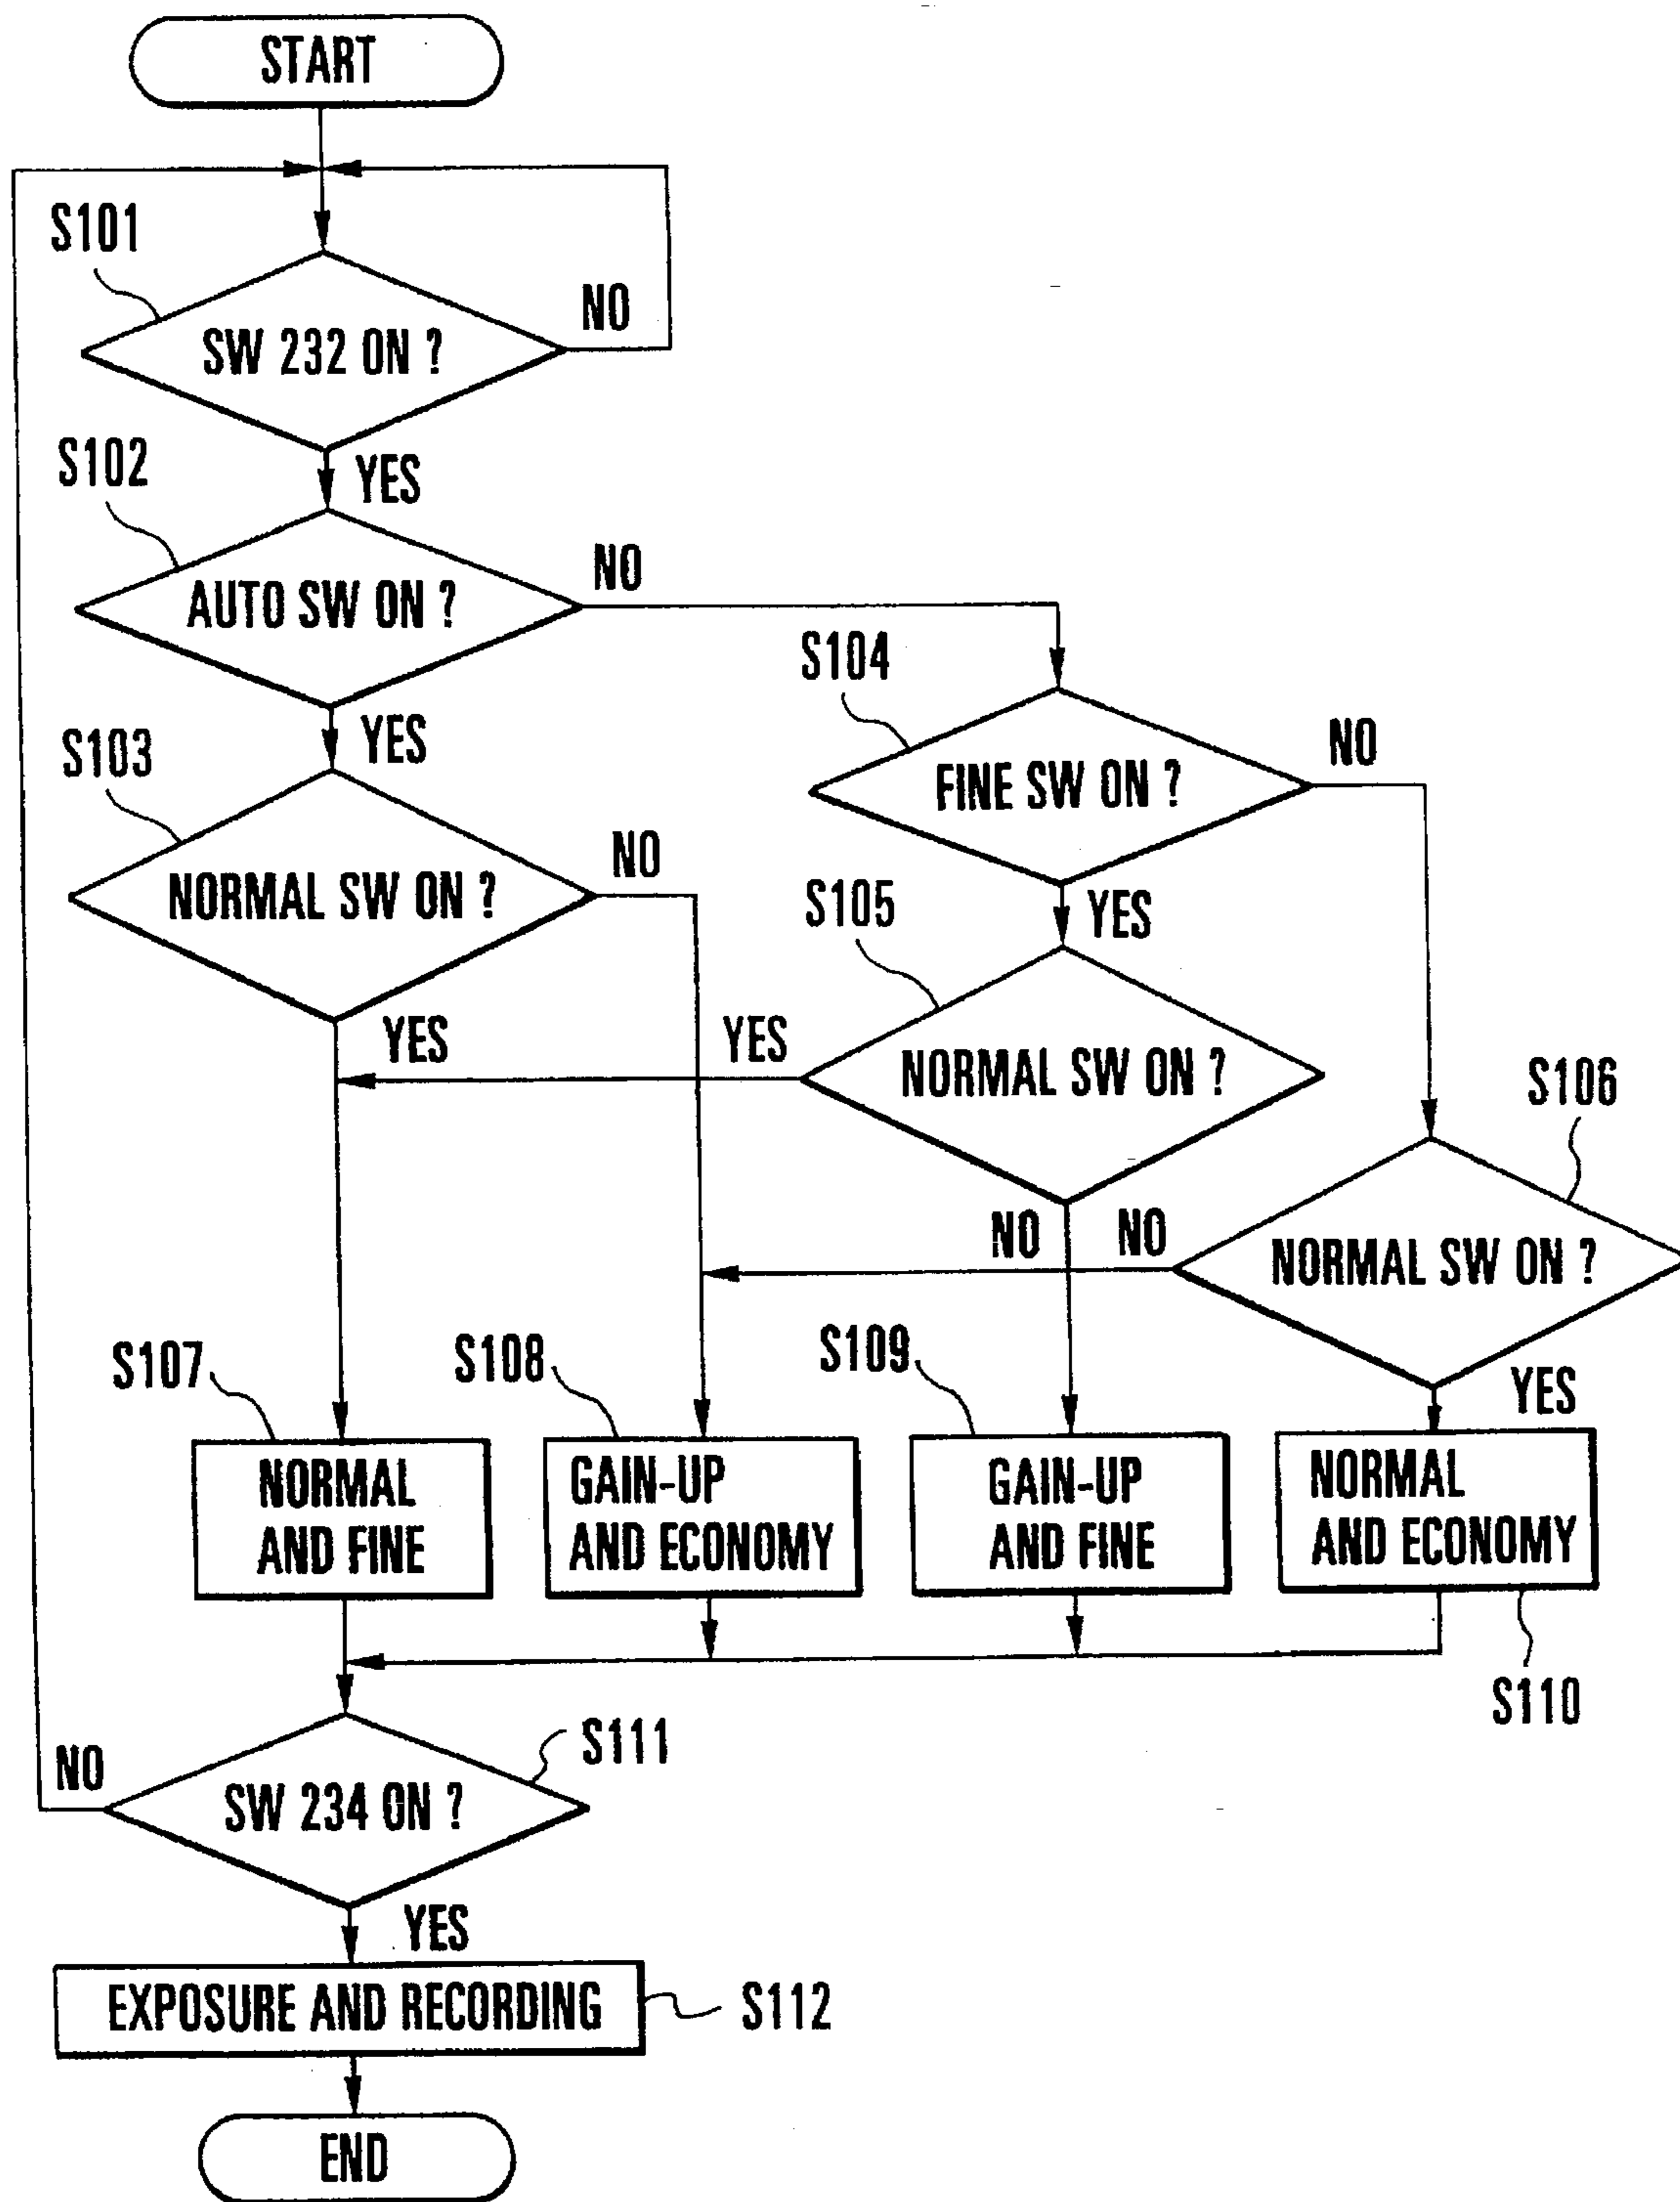 START
S101
NO
SW 232 ON ?
S102
YES
NO
AUTO SW ON ?
S104
S103
YES
NO
FINE SW ON ?
NO
NORMAL SW ON ?
S105
YES
YES
YES
NORMAL SW ON ?
S106
NO
NO
NORMAL SW ON ?
S107
S108
S109
YES
NORMAL
AND FINE
GAIN-UP
AND ECONOMY
GAIN-UP
AND FINE
NORMAL
AND ECONOMY
S110
S111
NO
SW 234 ON ?
YES
EXPOSURE AND RECORDING
S112
END